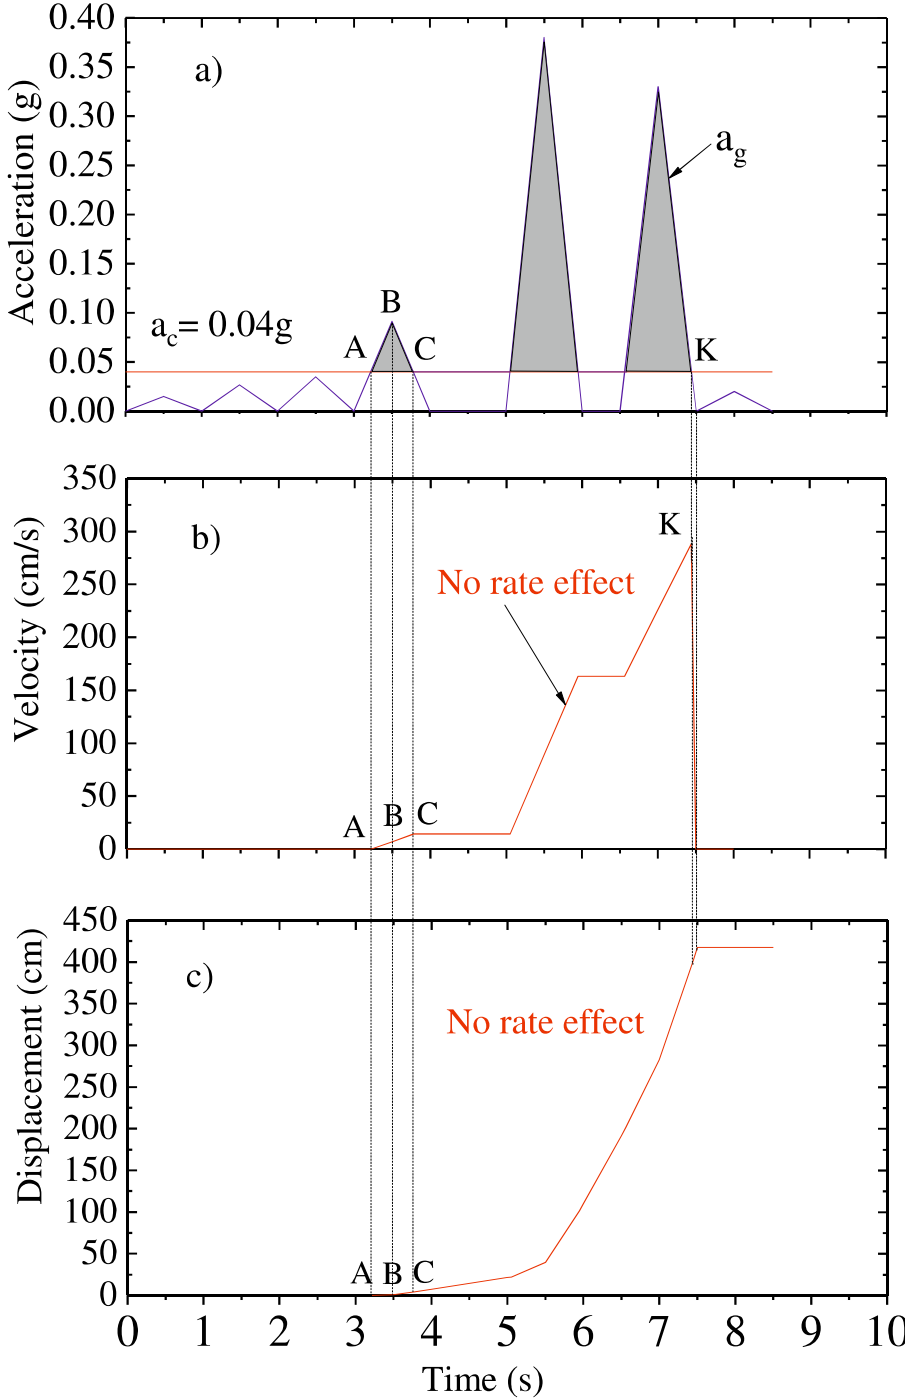 0.40
0.35
0.30
0.25
0.20
0.15
0.10
0.05
0.00
Acceleration (g)
a)
a_g
B
a_c= 0.04g
A
C
K
350
300
250
200
150
100
50
0
Velocity (cm/s)
b)
K
No rate effect
A
B
C
450
400
350
300
250
200
150
100
50
0
Displacement (cm)
c)
No rate effect
A
B
C
0 1 2 3 4 5 6 7 8 9 10
Time (s)